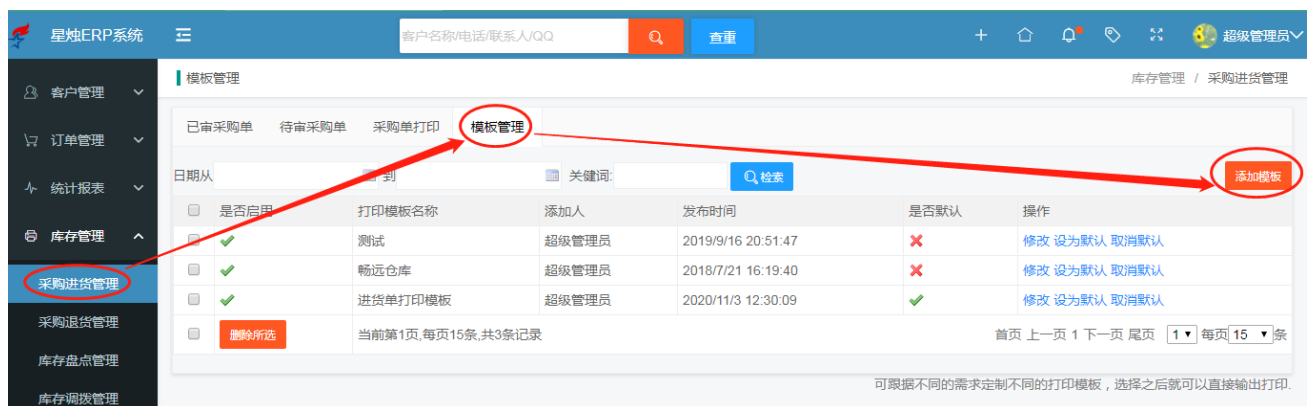 星烛ERP系统
客户名称/电话/联系人/QQ
查重
超级管理员
客户管理
订单管理
统计报表
库存管理
采购进货管理
采购退货管理
库存盘点管理
库存调拨管理
模板管理
库存管理 / 采购进货管理
已审采购单 待审采购单 采购单打印 模板管理
日期从 到 关健词: 检索 添加模板
是否启用 打印模板名称 添加人 发布时间 是否默认 操作
测试 超级管理员 2019/9/16 20:51:47 修改 设为默认 取消默认
畅远仓库 超级管理员 2018/7/21 16:19:40 修改 设为默认 取消默认
进货单打印模板 超级管理员 2020/11/3 12:30:09 修改 设为默认 取消默认
删除所选 当前第1页,每页15条,共3条记录 首页 上一页 1 下一页 尾页 1 每页 15 条
可跟据不同的需求定制不同的打印模板，选择之后就可以直接输出打印.